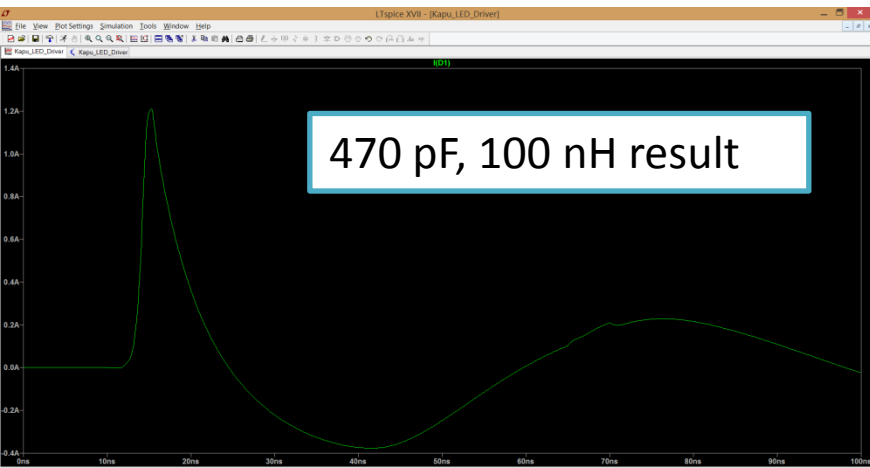 LTspice XVII - [Kapu_LED_Driver]
File View Plot Settings Simulation Tools Window Help
Kapu_LED_Driver Kapu_LED_Driver
I(D1)
1.4A
1.2A
1.0A
0.8A
0.6A
0.4A
0.2A
0.0A
-0.2A
-0.4A
470 pF, 100 nH result
0ns 10ns 20ns 30ns 40ns 50ns 60ns 70ns 80ns 90ns 100ns